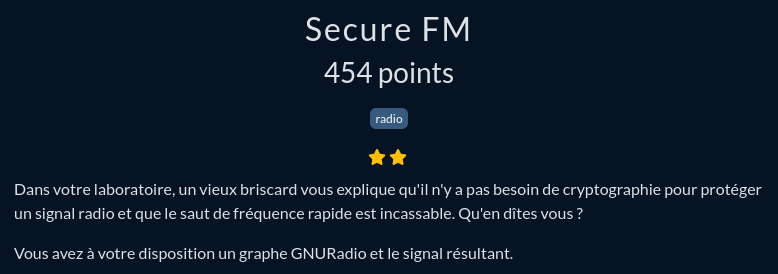 Secure FM
454 points
radio
Dans votre laboratoire, un vieux briscard vous explique qu'il n'y a pas besoin de cryptographie pour protéger
un signal radio et que le saut de fréquence rapide est incassable. Qu'en dîtes vous ?
Vous avez à votre disposition un graphe GNURadio et le signal résultant.